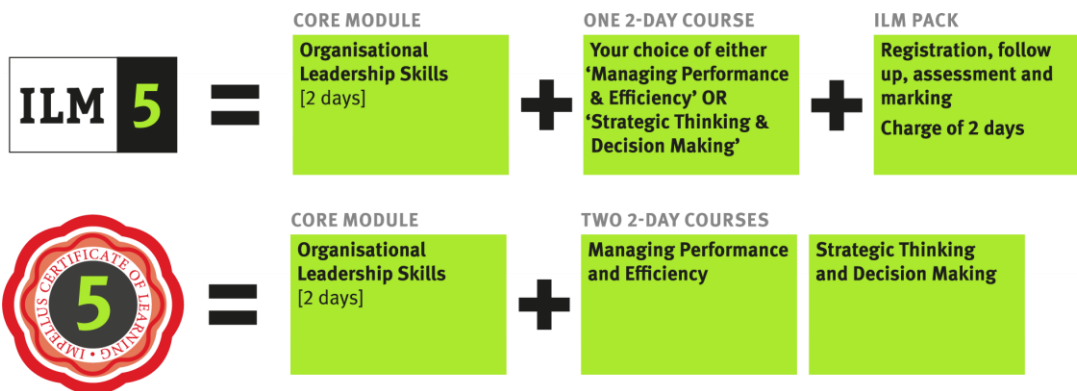 CORE MODULE
ONE 2-DAY COURSE
ILM PACK
ILM 5
=
Organisational
Leadership Skills
[2 days]
+
Your choice of either
‘Managing Performance
& Efficiency’ OR
‘Strategic Thinking &
Decision Making’
+
Registration, follow
up, assessment and
marking
Charge of 2 days
CORE MODULE
TWO 2-DAY COURSES
IMPELLUS CERTIFICATE OF LEARNING •
5
=
Organisational
Leadership Skills
[2 days]
+
Managing Performance
and Efficiency
Strategic Thinking
and Decision Making